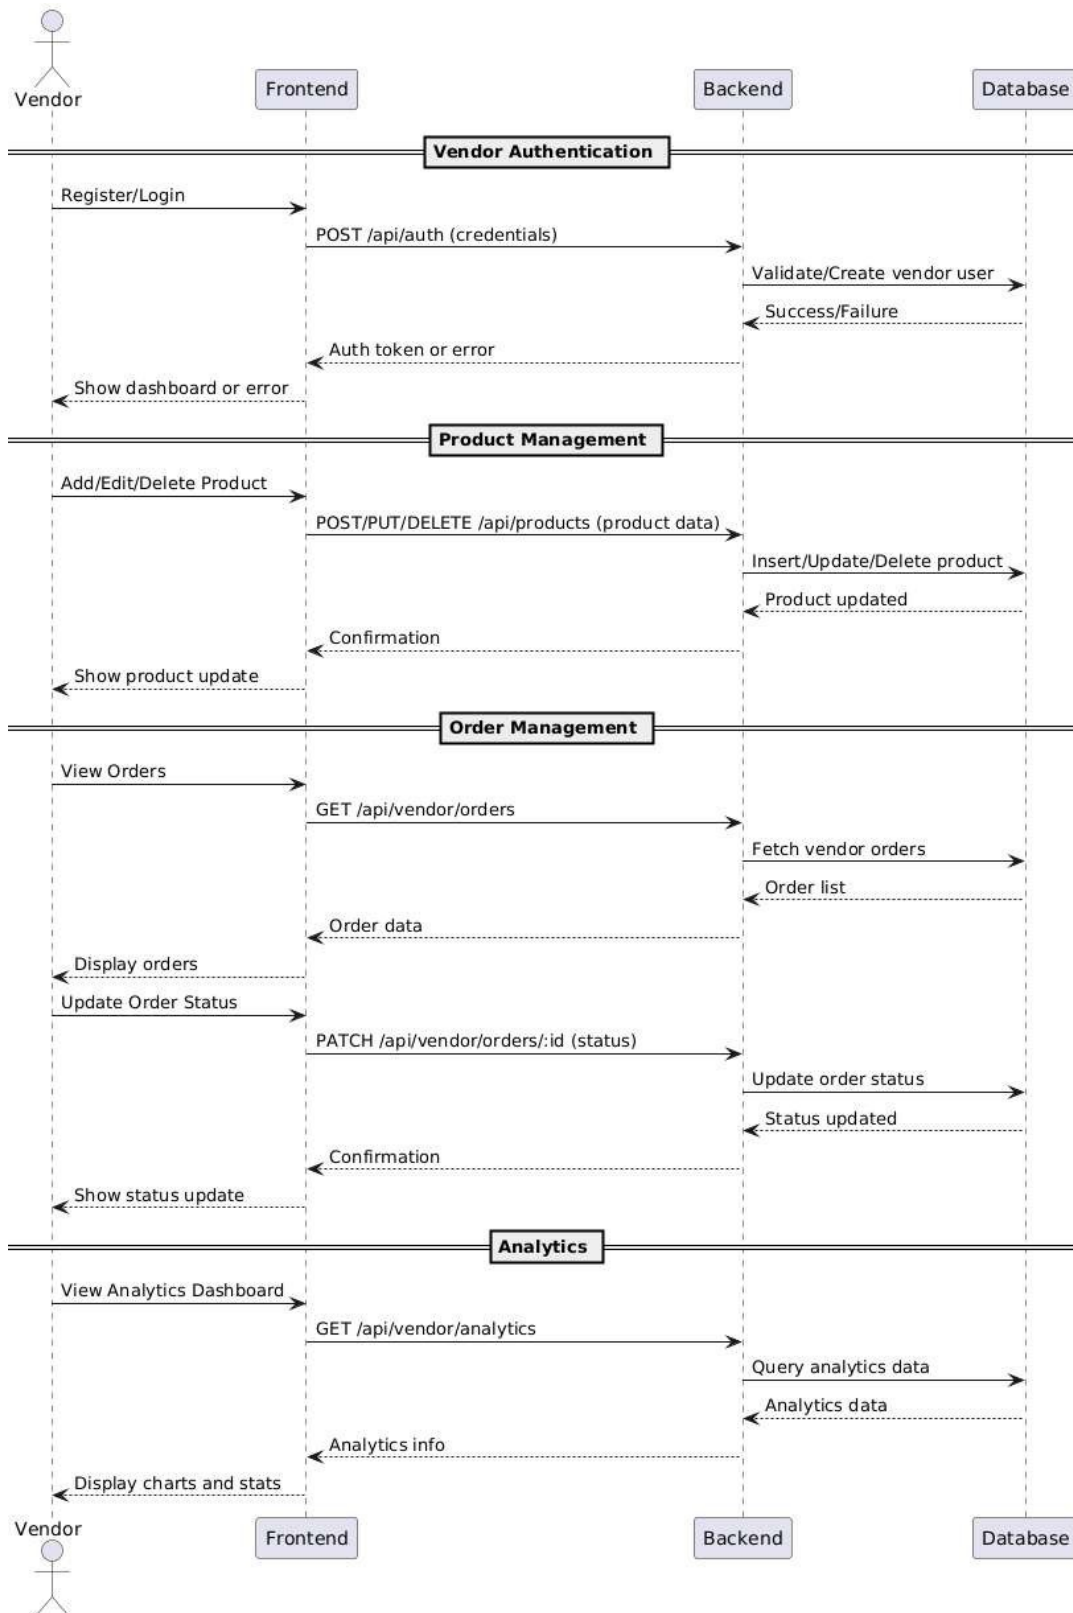 Vendor
Frontend
Backend
Database
Vendor Authentication
Register/Login
POST /api/auth (credentials)
Validate/Create vendor user
Success/Failure
Auth token or error
Show dashboard or error
Product Management
Add/Edit/Delete Product
POST/PUT/DELETE /api/products (product data)
Insert/Update/Delete product
Product updated
Confirmation
Show product update
Order Management
View Orders
GET /api/vendor/orders
Fetch vendor orders
Order list
Order data
Display orders
Update Order Status
PATCH /api/vendor/orders/:id (status)
Update order status
Status updated
Confirmation
Show status update
Analytics
View Analytics Dashboard
GET /api/vendor/analytics
Query analytics data
Analytics data
Analytics info
Display charts and stats
Vendor
Frontend
Backend
Database